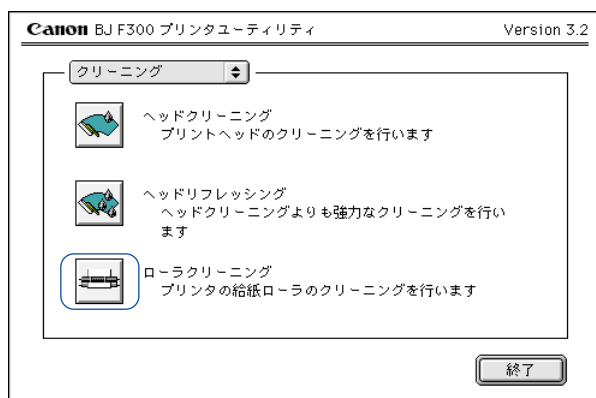 Canon BJ F300 プリンタユーティリティ Version 3.2
クリーニング
ヘッドクリーニング
プリントヘッドのクリーニングを行います
ヘッドリフレッシング
ヘッドクリーニングよりも強力なクリーニングを行い
ます
ローラクリーニング
プリンタの給紙ローラのクリーニングを行います
終了